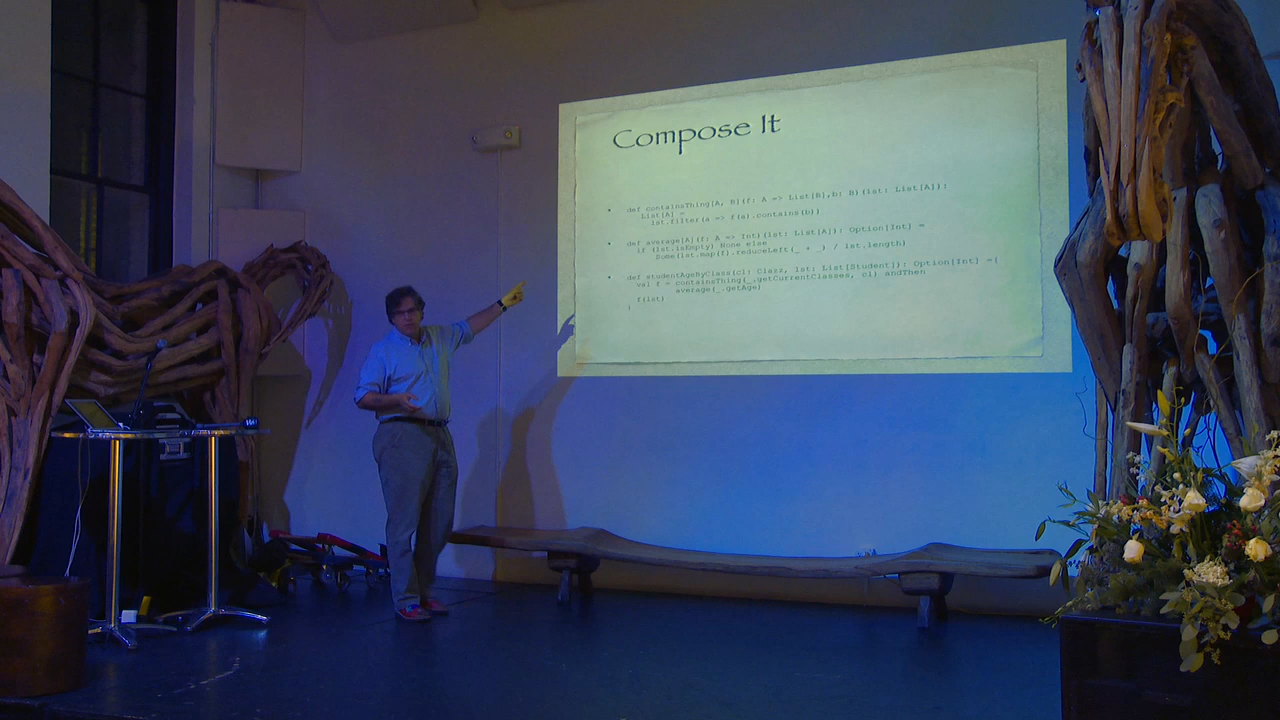 Compose It
• def containsThing[A, B](f: A => List[B],b: B)(lst: List[A]):
List[A] =
lst.filter(a => f(a).contains(b))
• def average[A](f: A => Int)(lst: List[A]): Option[Int] =
if (lst.isEmpty) None else
Some(lst.map(f).reduceLeft(_ + _) / lst.length)
• def studentAgeByClass(cl: Class, lst: List[Student]): Option[Int] ={
val f = containsThing(_.getCurrentClasses, cl) andThen
average(_.getAge)
f(lst)
}